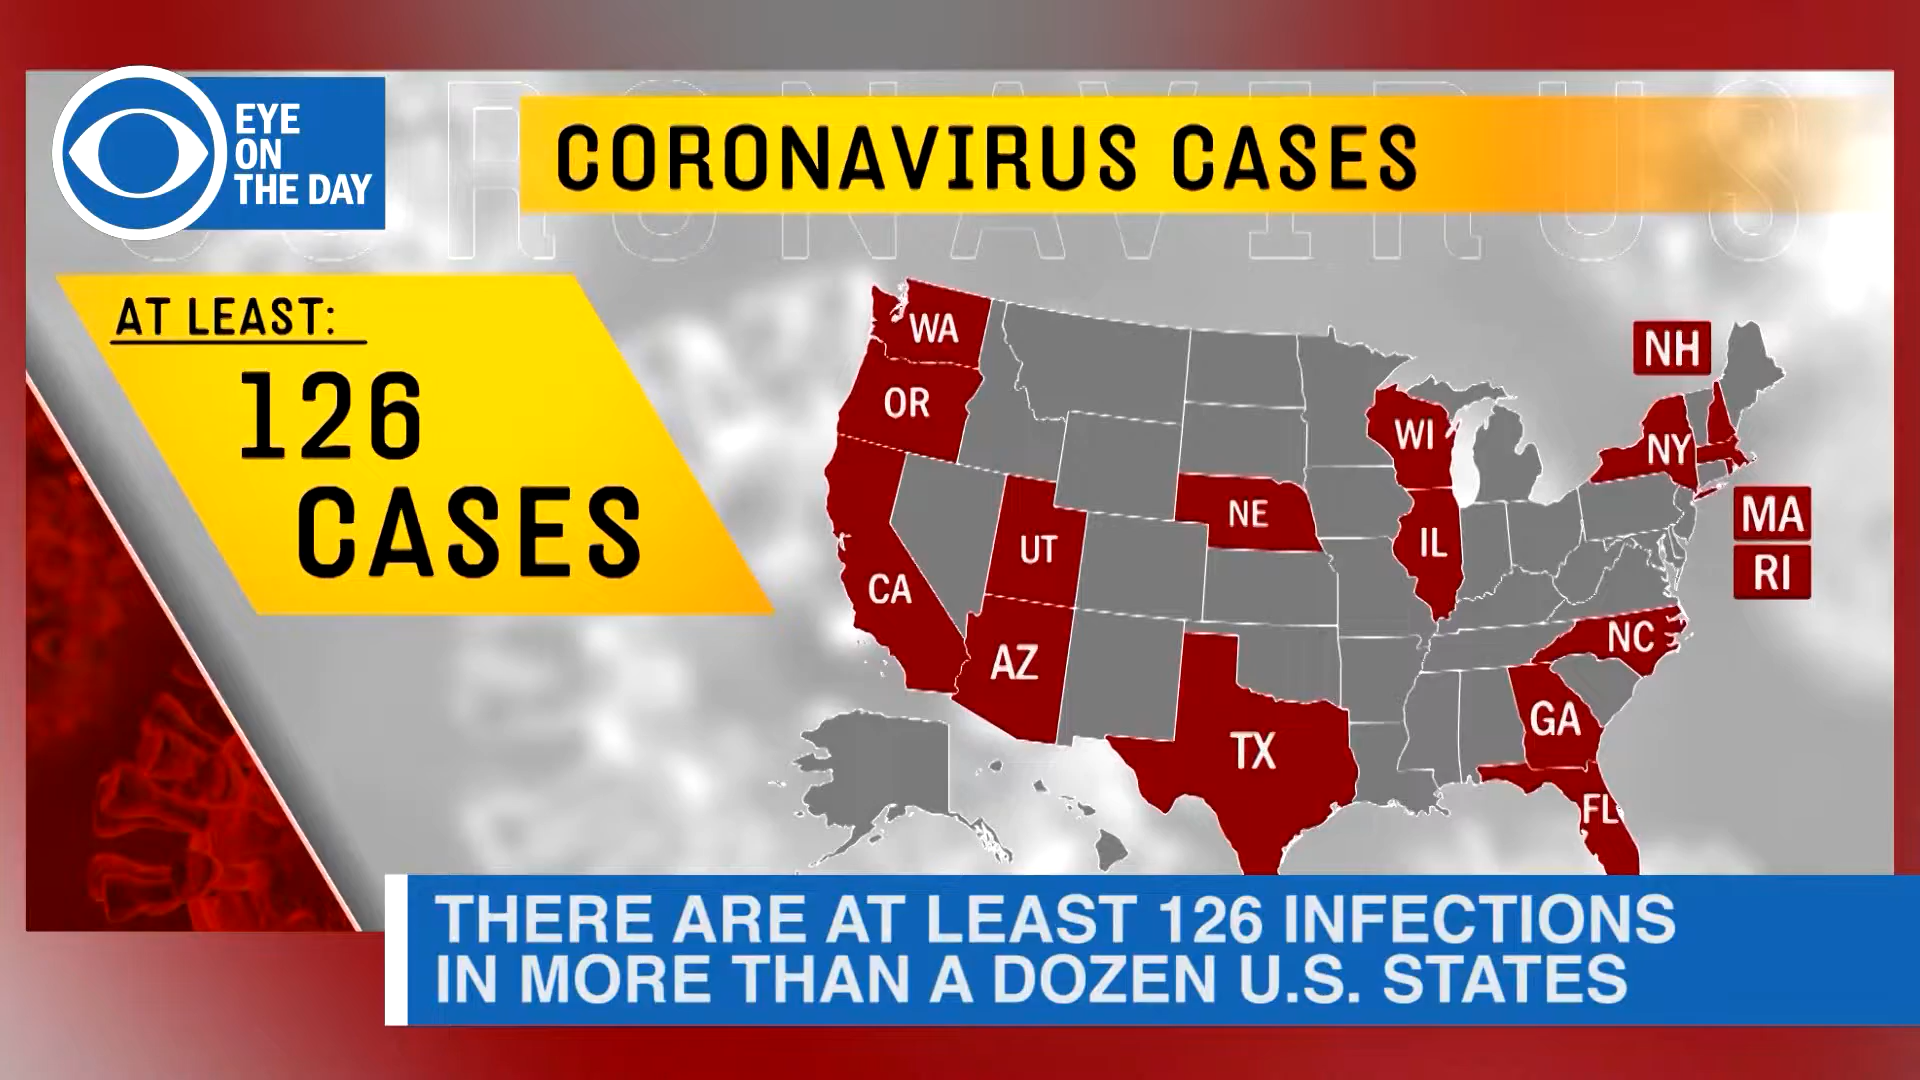 EYE
ON
THE DAY
CORONAVIRUS
CORONAVIRUS CASES
AT LEAST:
126
CASES
WA
OR
CA
UT
AZ
NE
TX
WI
IL
NH
NY
MA
RI
NC
GA
FL
THERE ARE AT LEAST 126 INFECTIONS
IN MORE THAN A DOZEN U.S. STATES